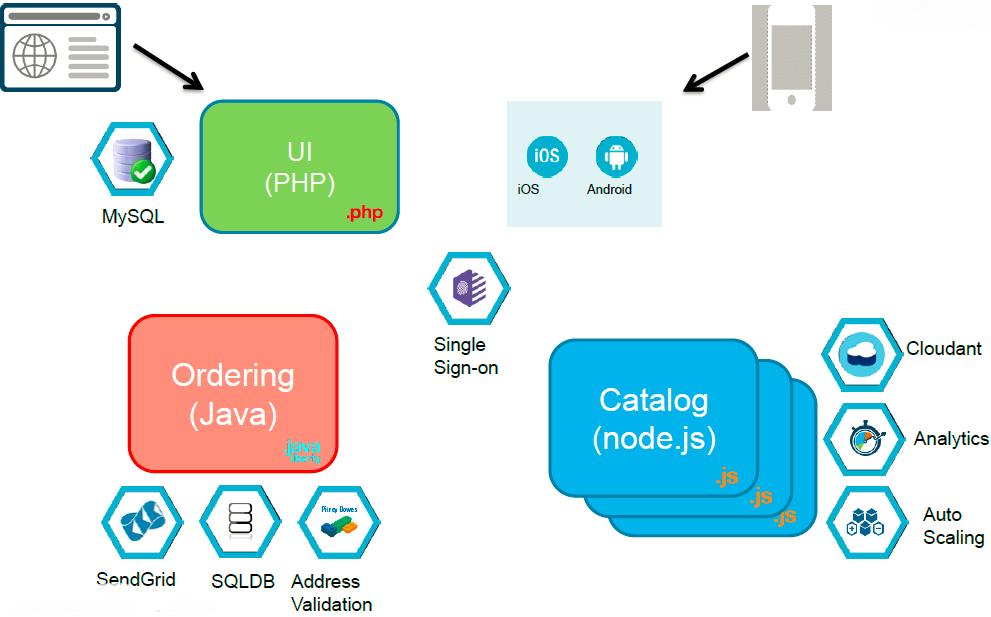 UI
(PHP)
.php
MySQL
iOS
iOS
Android
Single
Sign-on
Ordering
(Java)
java
SendGrid
SQLDB
Pitney Bowes
Address
Validation
Catalog
(node.js)
.js
.js
.js
Cloudant
Analytics
Auto
Scaling